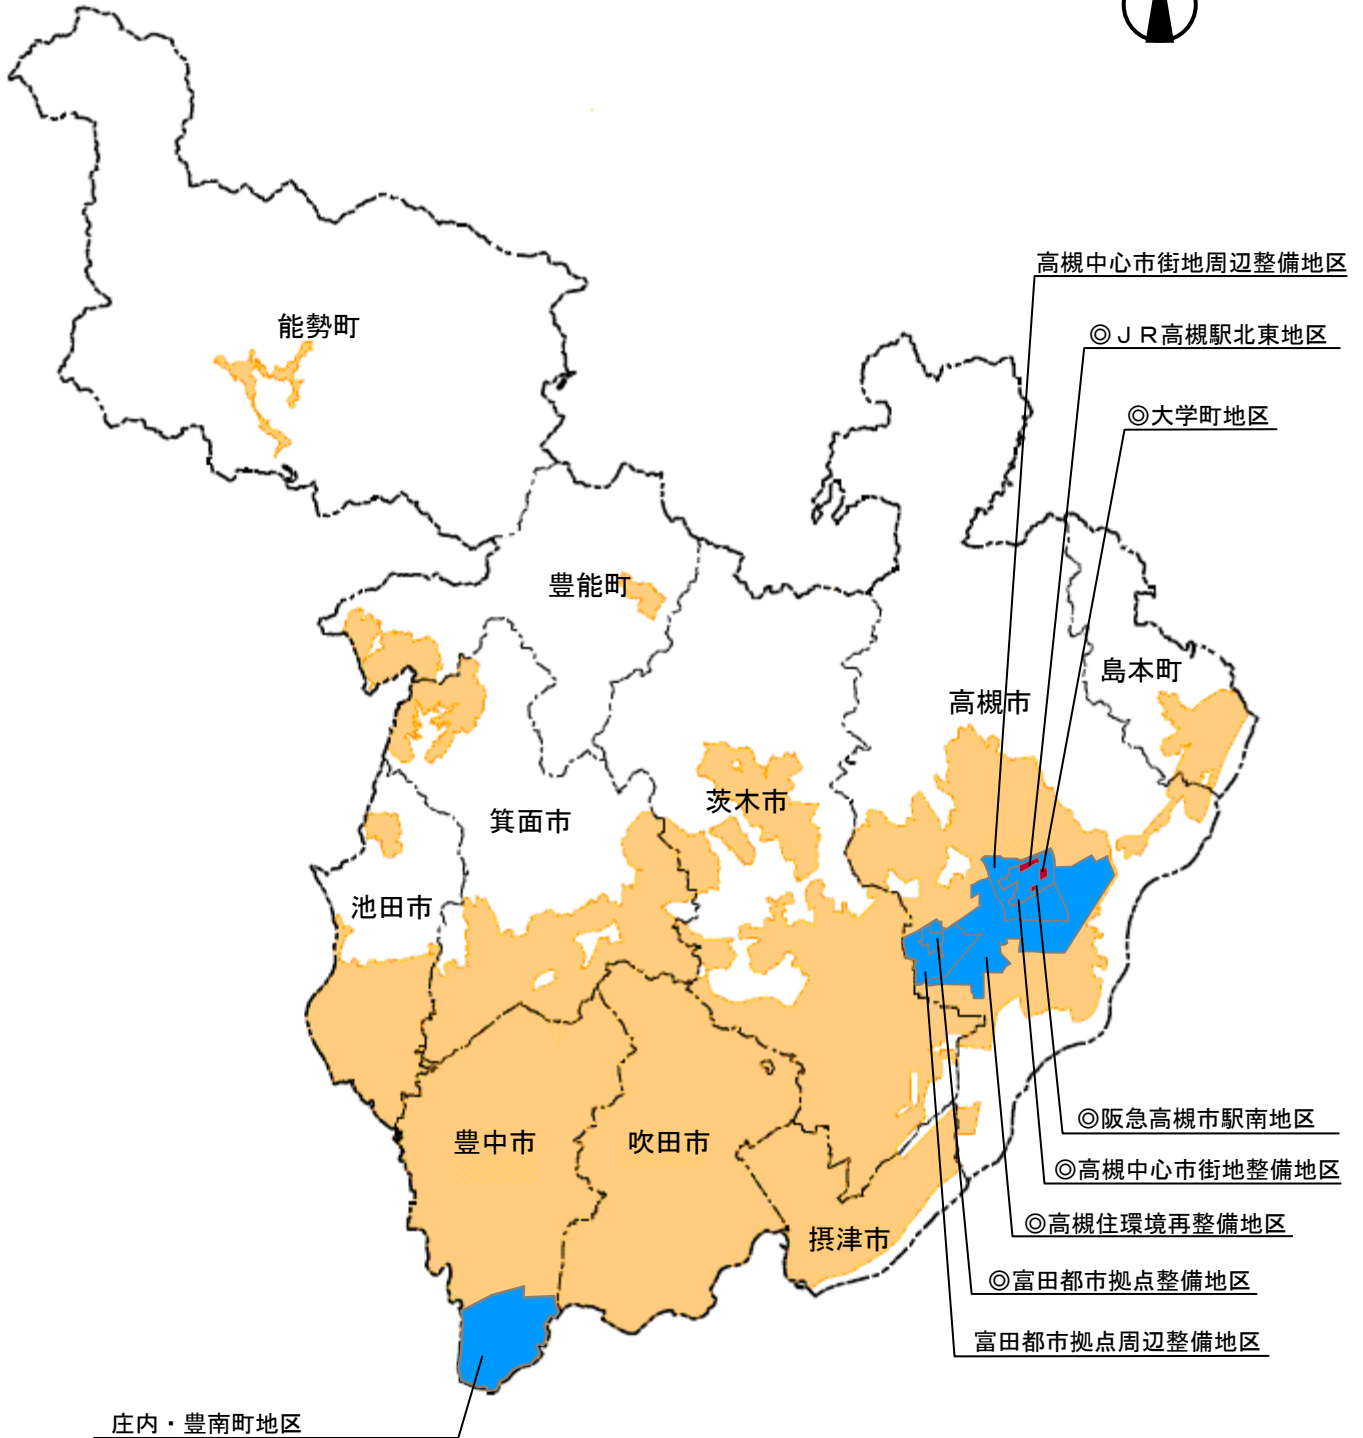 高槻中心市街地周辺整備地区
能勢町
◎ＪＲ高槻駅北東地区
◎大学町地区
豊能町
島本町
高槻市
茨木市
箕面市
池田市
◎阪急高槻市駅南地区
豊中市
吹田市
◎高槻中心市街地整備地区
◎高槻住環境再整備地区
摂津市
◎富田都市拠点整備地区
富田都市拠点周辺整備地区
庄内・豊南町地区